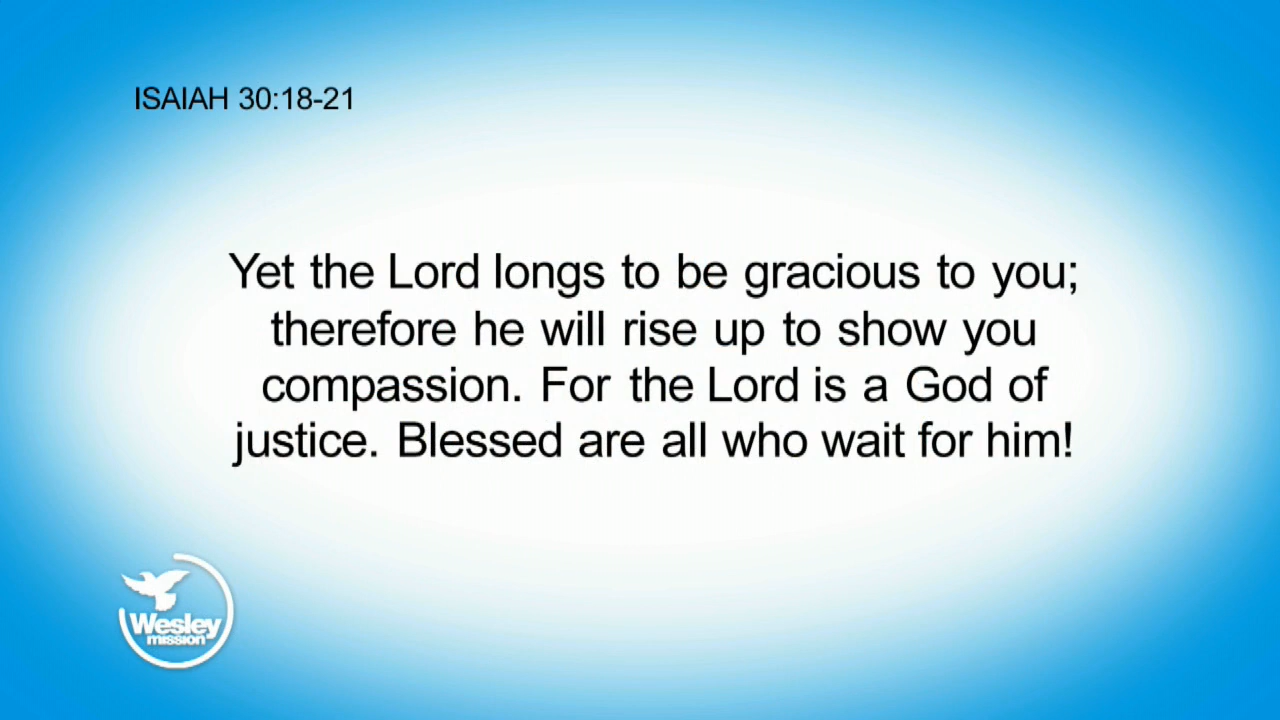 ISAIAH 30:18-21
Yet the Lord longs to be gracious to you;
therefore he will rise up to show you
compassion. For the Lord is a God of
justice. Blessed are all who wait for him!
Wesley
mission